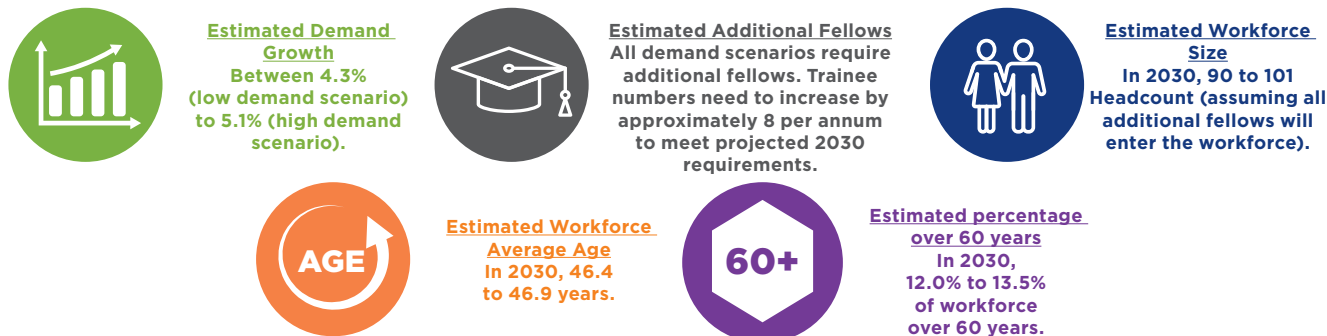 Estimated Demand
Growth
Between 4.3%
(low demand scenario)
to 5.1% (high demand
scenario).
Estimated Additional Fellows
All demand scenarios require
additional fellows. Trainee
numbers need to increase by
approximately 8 per annum
to meet projected 2030
requirements.
Estimated Workforce
Size
In 2030, 90 to 101
Headcount (assuming all
additional fellows will
enter the workforce).
AGE
Estimated Workforce
Average Age
In 2030, 46.4
to 46.9 years.
60+
Estimated percentage
over 60 years
In 2030,
12.0% to 13.5%
of workforce
over 60 years.